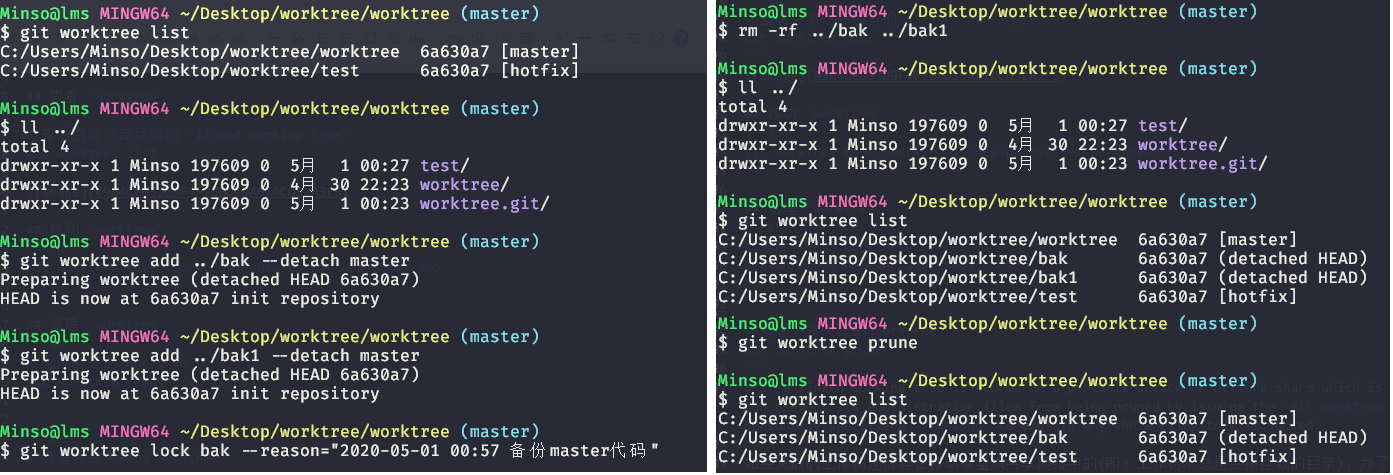 Minso@lms MINGW64 ~/Desktop/worktree/worktree (master)
$ git worktree list
C:/Users/Minso/Desktop/worktree/worktree  6a630a7 [master]
C:/Users/Minso/Desktop/worktree/test      6a630a7 [hotfix]
Minso@lms MINGW64 ~/Desktop/worktree/worktree (master)
$ ll ../
total 4
drwxr-xr-x 1 Minso 197609 0  5月   1 00:27 test/
drwxr-xr-x 1 Minso 197609 0  4月  30 22:23 worktree/
drwxr-xr-x 1 Minso 197609 0  5月   1 00:23 worktree.git/
Minso@lms MINGW64 ~/Desktop/worktree/worktree (master)
$ git worktree add ../bak --detach master
Preparing worktree (detached HEAD 6a630a7)
HEAD is now at 6a630a7 init repository
Minso@lms MINGW64 ~/Desktop/worktree/worktree (master)
$ git worktree add ../bak1 --detach master
Preparing worktree (detached HEAD 6a630a7)
HEAD is now at 6a630a7 init repository
Minso@lms MINGW64 ~/Desktop/worktree/worktree (master)
$ git worktree lock bak --reason="2020-05-01 00:57 备份master代码"
Minso@lms MINGW64 ~/Desktop/worktree/worktree (master)
$ rm -rf ../bak ../bak1
Minso@lms MINGW64 ~/Desktop/worktree/worktree (master)
$ ll ../
total 4
drwxr-xr-x 1 Minso 197609 0  5月   1 00:27 test/
drwxr-xr-x 1 Minso 197609 0  4月  30 22:23 worktree/
drwxr-xr-x 1 Minso 197609 0  5月   1 00:23 worktree.git/
Minso@lms MINGW64 ~/Desktop/worktree/worktree (master)
$ git worktree list
C:/Users/Minso/Desktop/worktree/worktree  6a630a7 [master]
C:/Users/Minso/Desktop/worktree/bak       6a630a7 (detached HEAD)
C:/Users/Minso/Desktop/worktree/bak1      6a630a7 (detached HEAD)
C:/Users/Minso/Desktop/worktree/test      6a630a7 [hotfix]
Minso@lms MINGW64 ~/Desktop/worktree/worktree (master)
$ git worktree prune
Minso@lms MINGW64 ~/Desktop/worktree/worktree (master)
$ git worktree list
C:/Users/Minso/Desktop/worktree/worktree  6a630a7 [master]
C:/Users/Minso/Desktop/worktree/bak       6a630a7 (detached HEAD)
C:/Users/Minso/Desktop/worktree/test      6a630a7 [hotfix]